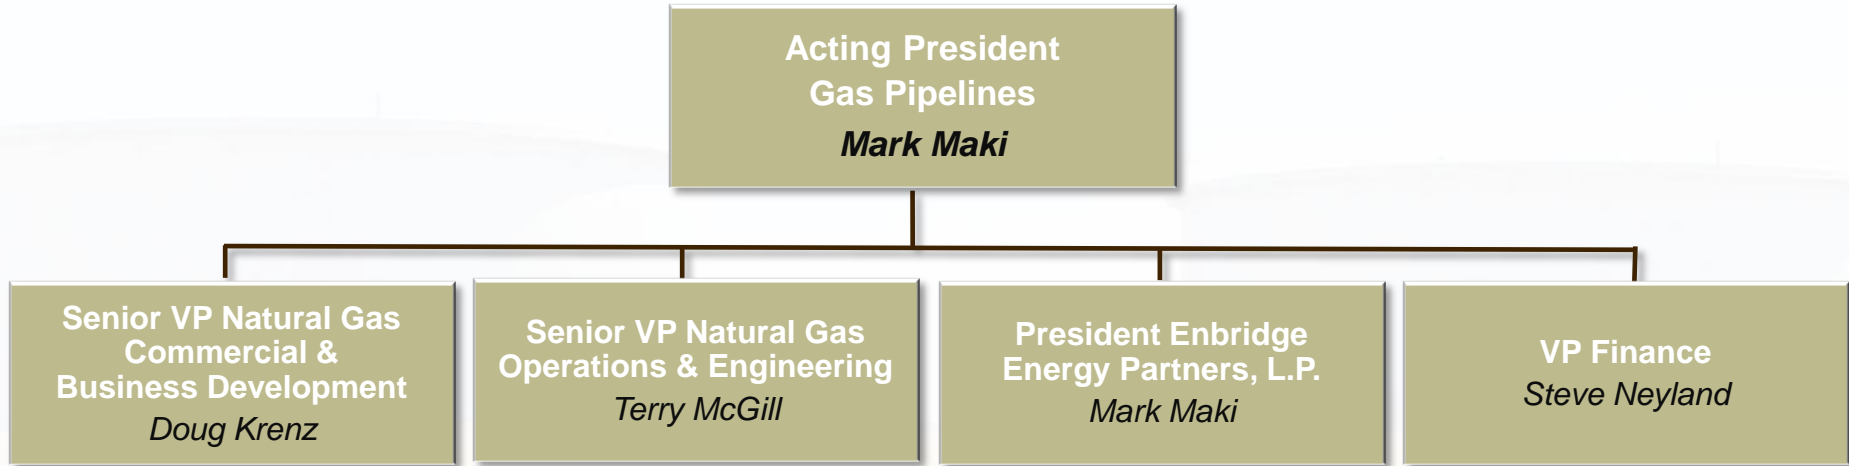 Acting President
Gas Pipelines
Mark Maki
Senior VP Natural Gas
Commercial &
Business Development
Doug Krenz
Senior VP Natural Gas
Operations & Engineering
Terry McGill
President Enbridge
Energy Partners, L.P.
Mark Maki
VP Finance
Steve Neyland